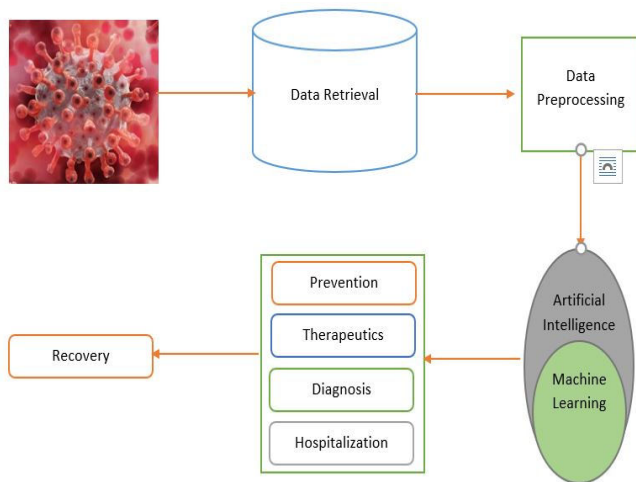 Data Retrieval
Data
Preprocessing
Artificial
Intelligence
Machine
Learning
Prevention
Therapeutics
Diagnosis
Hospitalization
Recovery